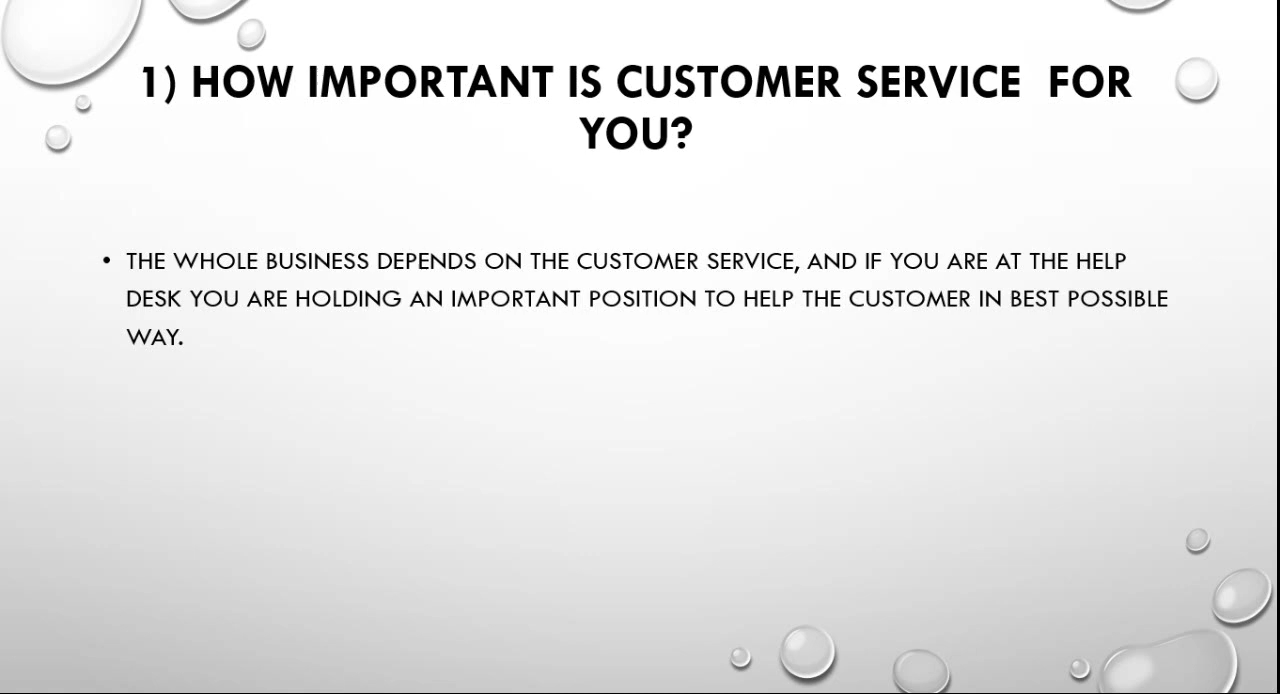 1) HOW IMPORTANT IS CUSTOMER SERVICE  FOR
YOU?
• THE WHOLE BUSINESS DEPENDS ON THE CUSTOMER SERVICE, AND IF YOU ARE AT THE HELP
DESK YOU ARE HOLDING AN IMPORTANT POSITION TO HELP THE CUSTOMER IN BEST POSSIBLE
WAY.